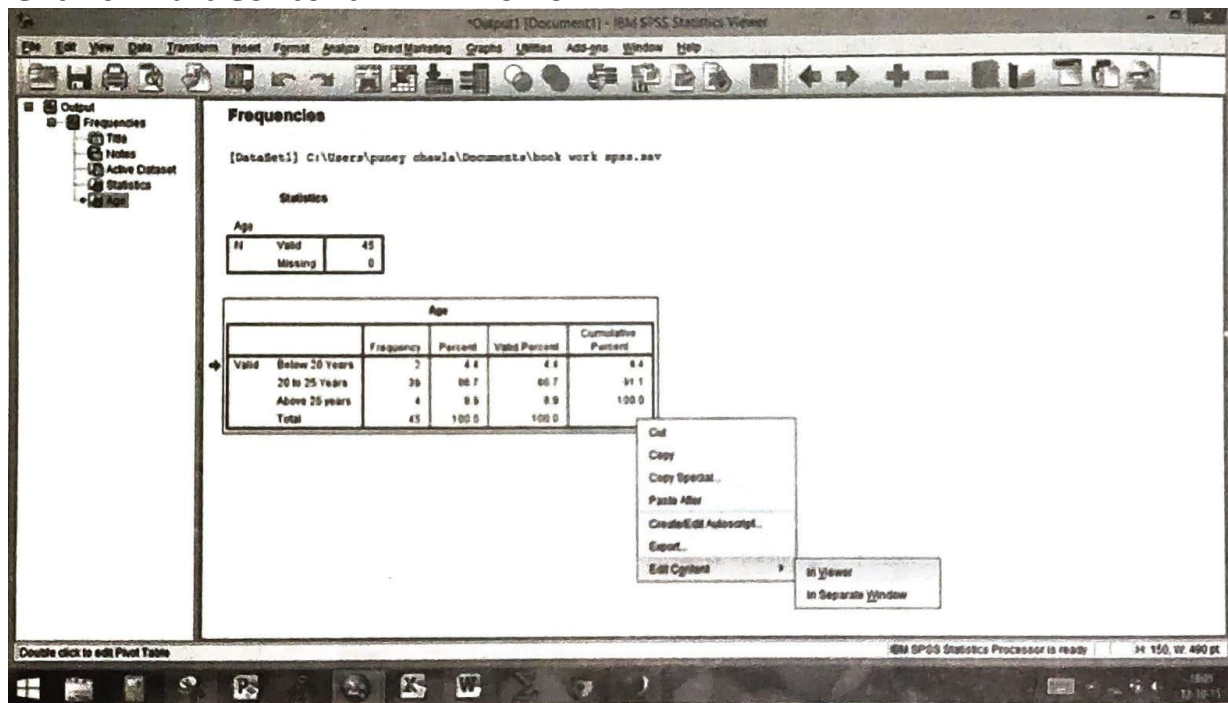 *Output1 [Document1] - IBM SPSS Statistics Viewer
File Edit View Data Transform Insert Format Analyze Direct Marketing Graphs Utilities Add-ons Window Help
Output
Frequencies
Title
Notes
Active Dataset
Statistics
Age
Frequencies
[DataSet1] C:\Users\puney chawla\Documents\book work spss.sav
Statistics
Age
N Valid 45
Missing 0
Age
Frequency Percent Valid Percent Cumulative Percent
Valid Below 20 Years 2 4.4 4.4 4.4
20 to 25 Years 39 86.7 86.7 91.1
Above 25 years 4 8.9 8.9 100.0
Total 45 100.0 100.0
Cut
Copy
Copy Special...
Paste After
Create/Edit Autoscript...
Export...
Edit Content
In Viewer
In Separate Window
Double click to edit Pivot Table
IBM SPSS Statistics Processor is ready H: 150, W: 490 pt.
18:05
12-10-15